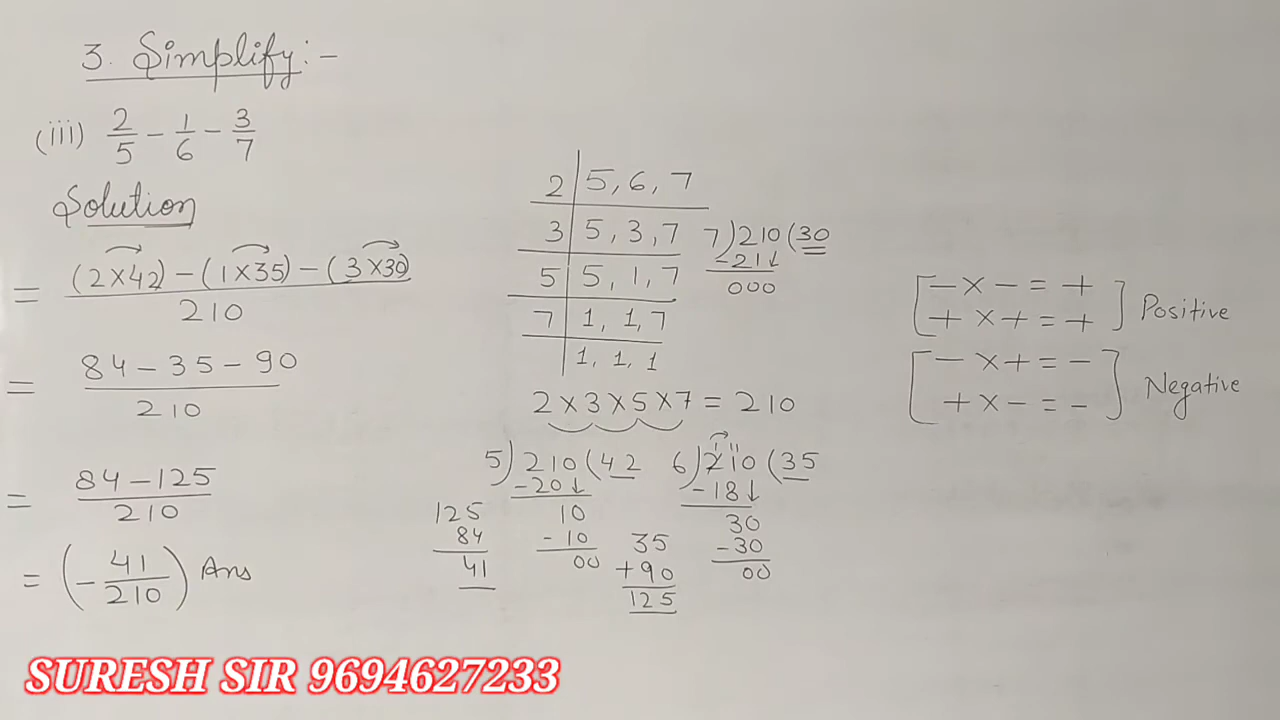 3. Simplify:-
(iii) 2/5 - 1/6 - 3/7
Solution
= (2×42) - (1×35) - (3×30) / 210
= 84 - 35 - 90 / 210
= 84 - 125 / 210
= (- 41/210) Ans
2 | 5, 6, 7
3 | 5, 3, 7
5 | 5, 1, 7
7 | 1, 1, 7
1, 1, 1
2×3×5×7 = 210
7)210(30
-21↓
000
5)210(42
-20↓
10
-10
00
6)210(35
1 11
-18↓
30
-30
00
125
84
41
35
+90
125
[- × - = +
+ × + = +] Positive
[- × + = -
+ × - = -] Negative
SURESH SIR 9694627233